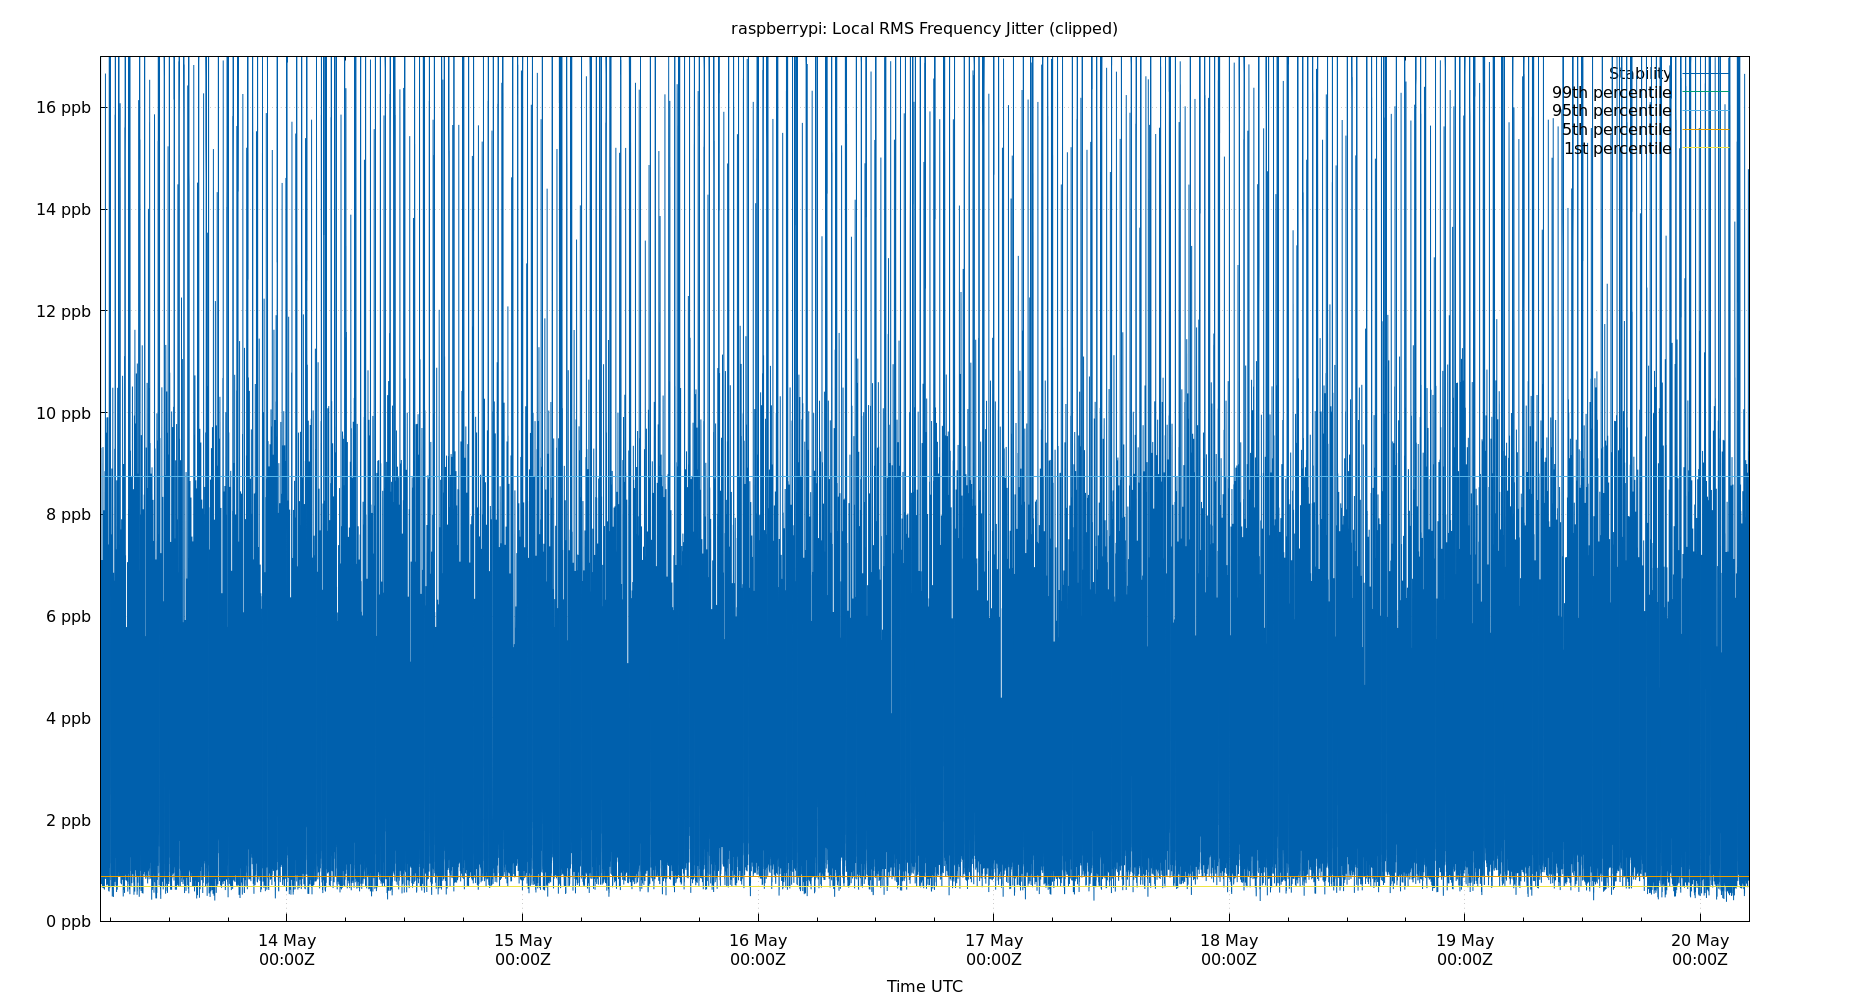 raspberrypi: Local RMS Frequency Jitter (clipped)
Stability
99th percentile
95th percentile
5th percentile
1st percentile
16 ppb
14 ppb
12 ppb
10 ppb
8 ppb
6 ppb
4 ppb
2 ppb
0 ppb
14 May 15 May 16 May 17 May 18 May 19 May 20 May
00:00Z 00:00Z 00:00Z 00:00Z 00:00Z 00:00Z 00:00Z
Time UTC